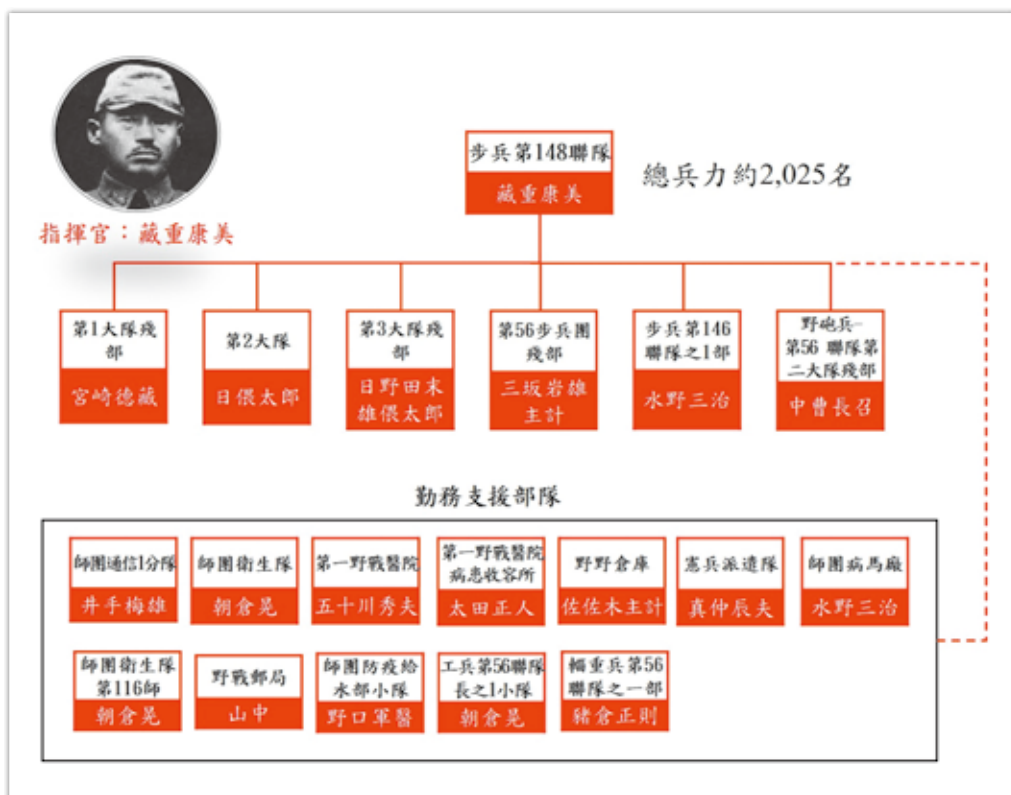 步兵第148聯隊
藏重康美
總兵力約2,025名
指揮官：藏重康美
第1大隊殘
部
宮崎德藏
第2大隊
日偎太郎
第3大隊殘
部
日野田末
雄偎太郎
第56步兵團
殘部
三坂岩雄
主計
步兵第146
聯隊之1部
水野三治
野砲兵-
第56 聯隊第
二大隊殘部
中曹長召
勤務支援部隊
師團通信1分隊
井手梅雄
師團衛生隊
朝倉晃
第一野戰醫院
五十川秀夫
第一野戰醫院
病患收容所
太田正人
野野倉庫
佐佐木主計
憲兵派遣隊
真仲辰夫
師團病馬廠
水野三治
師團衛生隊
第116師
朝倉晃
野戰郵局
山中
師團防疫給
水部小隊
野口軍醫
工兵第56聯隊
長之1小隊
朝倉晃
輜重兵第56
聯隊之一部
豬倉正則